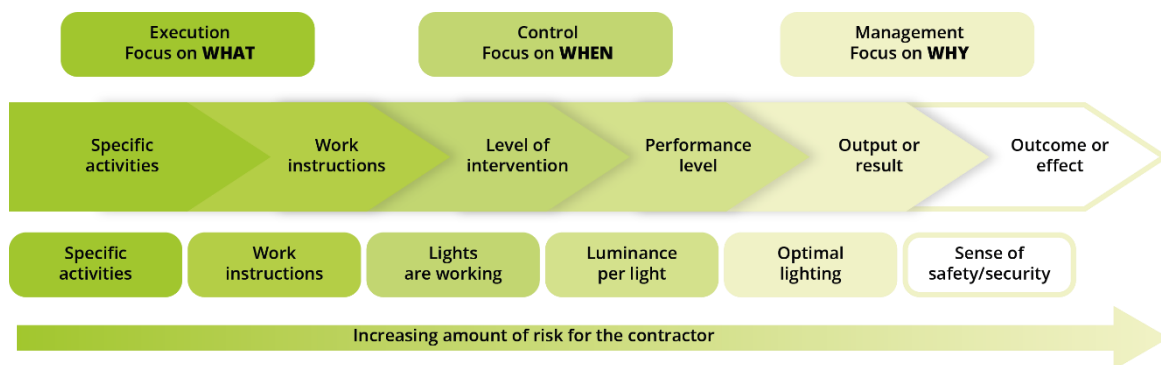 Execution
Focus on WHAT
Control
Focus on WHEN
Management
Focus on WHY
Specific
activities
Work
instructions
Level of
intervention
Performance
level
Output or
result
Outcome or
effect
Specific
activities
Work
instructions
Lights
are working
Luminance
per light
Optimal
lighting
Sense of
safety/security
Increasing amount of risk for the contractor